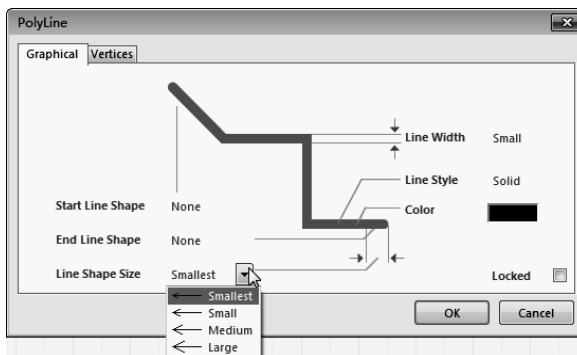 PolyLine
Graphical Vertices
Line Width Small
Line Style Solid
Start Line Shape None
Color
End Line Shape None
Line Shape Size Smallest
Locked
Smallest
Small
Medium
Large
OK Cancel